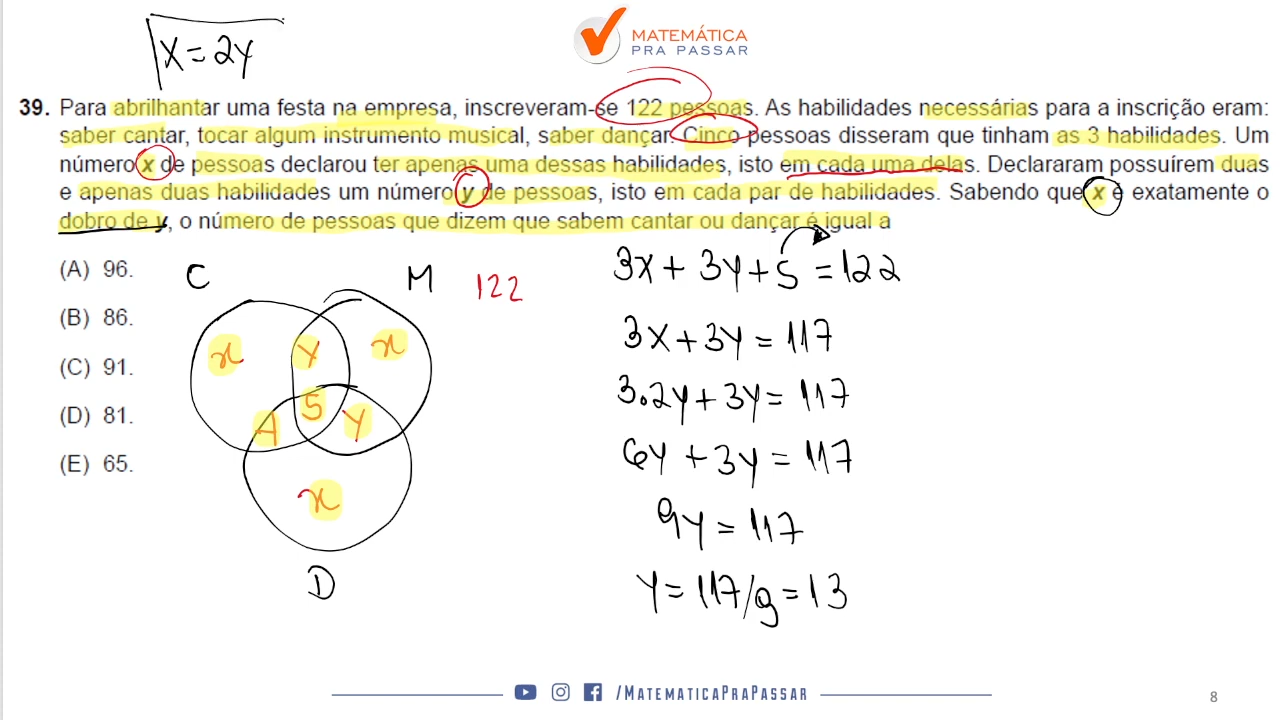 X = 2Y
MATEMÁTICA
PRA PASSAR
39. Para abrilhantar uma festa na empresa, inscreveram-se 122 pessoas. As habilidades necessárias para a inscrição eram:
saber cantar, tocar algum instrumento musical, saber dançar. Cinco pessoas disseram que tinham as 3 habilidades. Um
número x de pessoas declarou ter apenas uma dessas habilidades, isto em cada uma delas. Declararam possuírem duas
e apenas duas habilidades um número y de pessoas, isto em cada par de habilidades. Sabendo que x é exatamente o
dobro de y, o número de pessoas que dizem que sabem cantar ou dançar é igual a
(A) 96.
(B) 86.
(C) 91.
(D) 81.
(E) 65.
C
M
122
x
Y
x
5
Y
Y
x
D
3X + 3Y + 5 = 122
3X + 3Y = 117
3.2Y + 3Y = 117
6Y + 3Y = 117
9Y = 117
Y = 117/9 = 13
/MATEMATICAPRAPASSAR
8